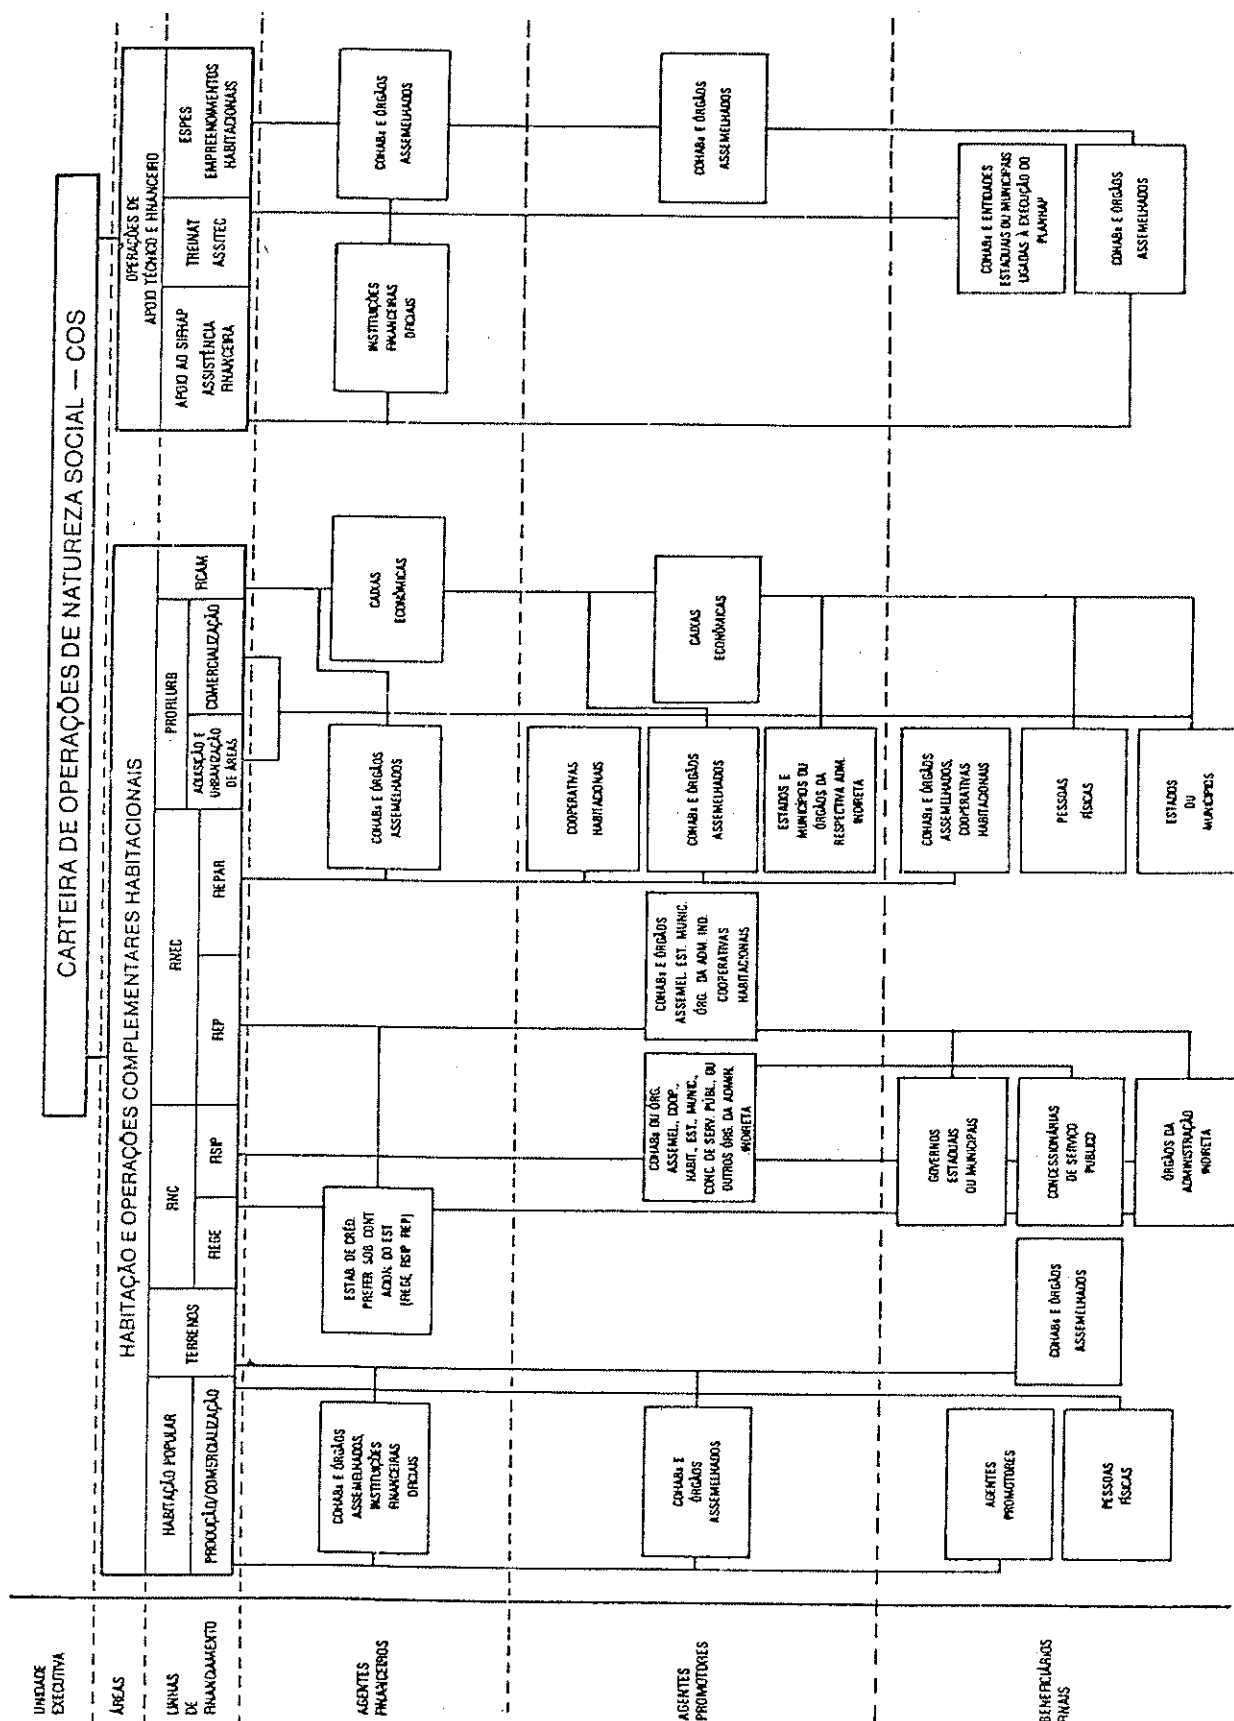 CARTEIRA DE OPERAÇÕES DE NATUREZA SOCIAL — COS
UNIDADE
EXECUTIVA
ÁREAS
HABITAÇÃO E OPERAÇÕES COMPLEMENTARES HABITACIONAIS
OPERAÇÕES DE
APOIO TÉCNICO E FINANCEIRO
LINHAS
DE
FINANCIAMENTO
HABITAÇÃO POPULAR
PRODUÇÃO/COMERCIALIZAÇÃO
TERRENOS
FINC
FIEGE
FISIP
FINEC
FIEP
REPAR
PROFILURB
AQUISIÇÃO E
URBANIZAÇÃO
DE ÁREAS
COMERCIALIZAÇÃO
FICAM
APOIO AO SIFHAP
ASSISTÊNCIA
FINANCEIRA
TREINAT
ASSITEC
ESPES
EMPREENDIMENTOS
HABITACIONAIS
AGENTES
FINANCEIROS
COHABs E ÓRGÃOS
ASSEMELHADOS,
INSTITUIÇÕES
FINANCEIRAS
OFICIAIS
ESTAB. DE CRÉD.
PREFER SOB CONT
ACION. DO EST
(FIEGE, FISIP FIEP)
COHABs E ÓRGÃOS
ASSEMELHADOS
CAIXAS
ECONÔMICAS
INSTITUIÇÕES
FINANCEIRAS
OFICIAIS
COHABs E ÓRGÃOS
ASSEMELHADOS
AGENTES
PROMOTORES
COHABs E
ÓRGÃOS
ASSEMELHADOS
COHABs OU ÓRG.
ASSEMEL., COOP.,
HABIT., EST., MUNIC.,
CONC. DE SERV. PÚBL., OU
OUTROS ÓRG. DA ADMIN.
INDIRETA
COHABs E ÓRGÃOS
ASSEMEL. EST. MUNIC.
ÓRG. DA ADM. IND.
COOPERATIVAS
HABITACIONAIS
COOPERATIVAS
HABITACIONAIS
COHABs E ÓRGÃOS
ASSEMELHADOS
ESTADOS E
MUNICÍPIOS OU
ÓRGÃOS DA
RESPECTIVA ADM.
INDIRETA
CAIXAS
ECONÔMICAS
COHABs E ÓRGÃOS
ASSEMELHADOS
BENEFICIÁRIOS
FINAIS
AGENTES
PROMOTORES
PESSOAS
FÍSICAS
COHABs E ÓRGÃOS
ASSEMELHADOS
GOVERNOS
ESTADUAIS
OU MUNICIPAIS
CONCESSIONÁRIAS
DE SERVIÇO
PÚBLICO
ÓRGÃOS DA
ADMINISTRAÇÃO
INDIRETA
COHABs E ÓRGÃOS
ASSEMELHADOS,
COOPERATIVAS
HABITACIONAIS
PESSOAS
FÍSICAS
ESTADOS
OU
MUNICÍPIOS
COHABs E ENTIDADES
ESTADUAIS OU MUNICIPAIS
LIGADAS À EXECUÇÃO DO
PLANHAP
COHABs E ÓRGÃOS
ASSEMELHADOS